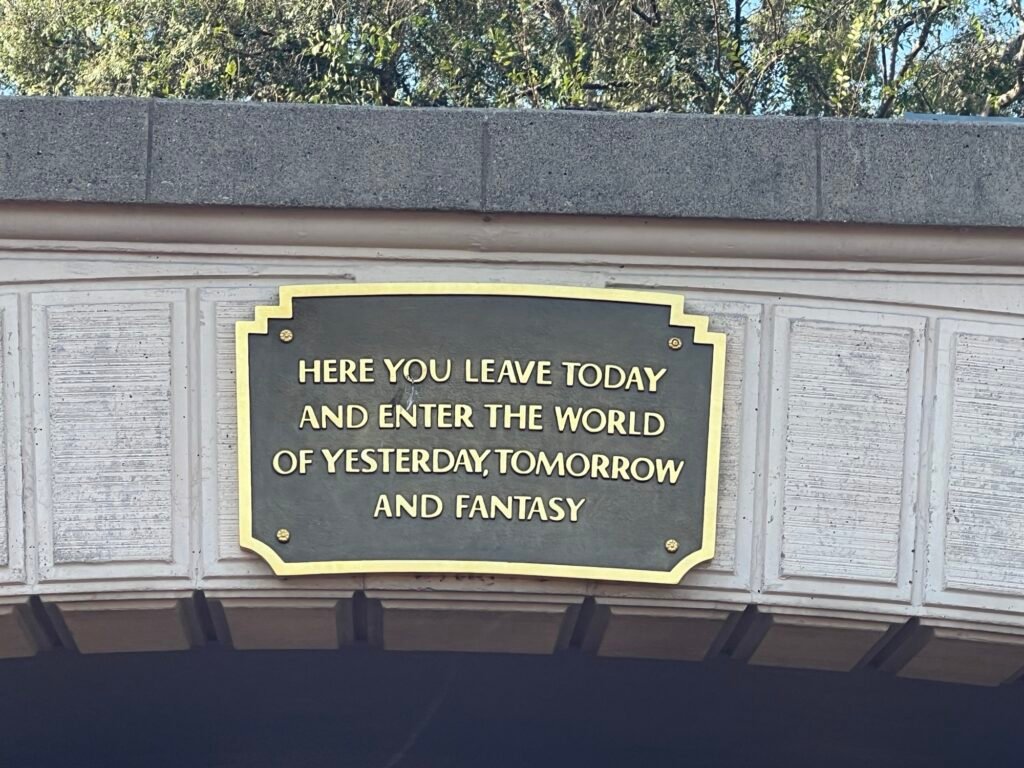 HERE YOU LEAVE TODAY
AND ENTER THE WORLD
OF YESTERDAY, TOMORROW
AND FANTASY